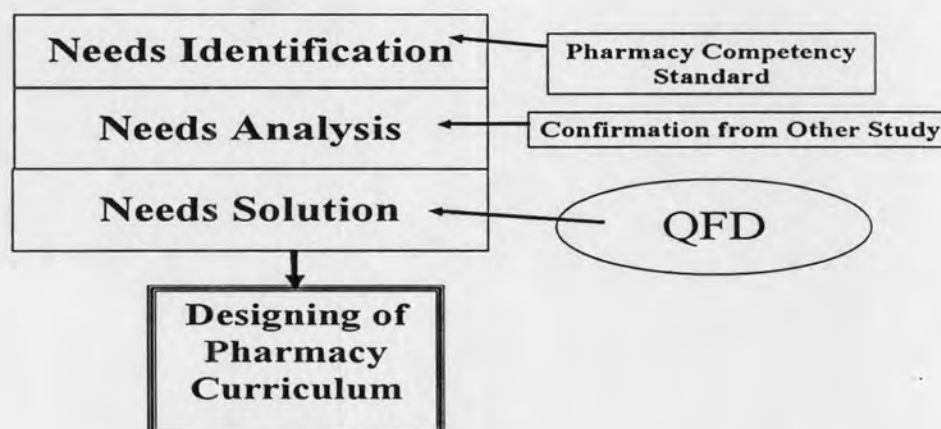 Needs Identification
Pharmacy Competency
Standard
Needs Analysis
Confirmation from Other Study
Needs Solution
QFD
Designing of
Pharmacy
Curriculum